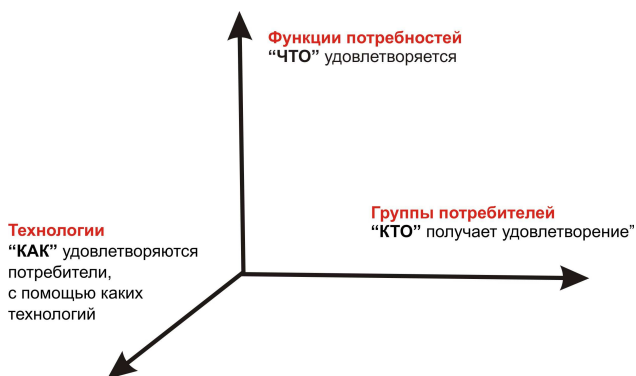 Функции потребностей
“ЧТО” удовлетворяется
Группы потребителей
“КТО” получает удовлетворение”
Технологии
“КАК” удовлетворяются
потребители,
с помощью каких
технологий